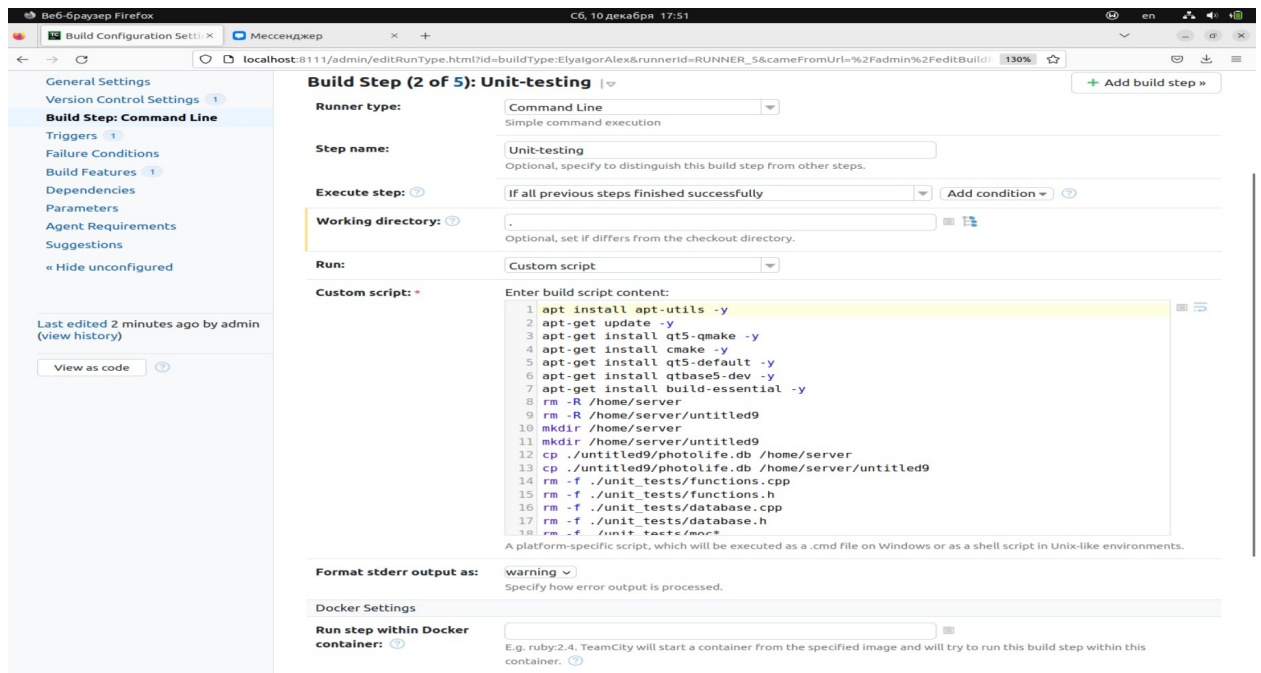 Веб-браузер Firefox
Сб, 10 декабря 17:51
en
TC Build Configuration Setti
Мессенджер
localhost:8111/admin/editRunType.html?id=buildType:ElyaIgorAlex&runnerId=RUNNER_5&cameFromUrl=%2Fadmin%2FeditBuild
130%
General Settings
Version Control Settings 1
Build Step: Command Line
Triggers 1
Failure Conditions
Build Features 1
Dependencies
Parameters
Agent Requirements
Suggestions
« Hide unconfigured
Last edited 2 minutes ago by admin
(view history)
View as code
Build Step (2 of 5): Unit-testing
+ Add build step »
Runner type: Command Line
Simple command execution
Step name: Unit-testing
Optional, specify to distinguish this build step from other steps.
Execute step: If all previous steps finished successfully Add condition
Working directory: .
Optional, set if differs from the checkout directory.
Run: Custom script
Custom script: * Enter build script content:
1 apt install apt-utils -y
2 apt-get update -y
3 apt-get install qt5-qmake -y
4 apt-get install cmake -y
5 apt-get install qt5-default -y
6 apt-get install qtbase5-dev -y
7 apt-get install build-essential -y
8 rm -R /home/server
9 rm -R /home/server/untitled9
10 mkdir /home/server
11 mkdir /home/server/untitled9
12 cp ./untitled9/photolife.db /home/server
13 cp ./untitled9/photolife.db /home/server/untitled9
14 rm -f ./unit_tests/functions.cpp
15 rm -f ./unit_tests/functions.h
16 rm -f ./unit_tests/database.cpp
17 rm -f ./unit_tests/database.h
18 rm -f ./unit_tests/moc*
A platform-specific script, which will be executed as a .cmd file on Windows or as a shell script in Unix-like environments.
Format stderr output as: warning
Specify how error output is processed.
Docker Settings
Run step within Docker
container:
E.g. ruby:2.4. TeamCity will start a container from the specified image and will try to run this build step within this
container.